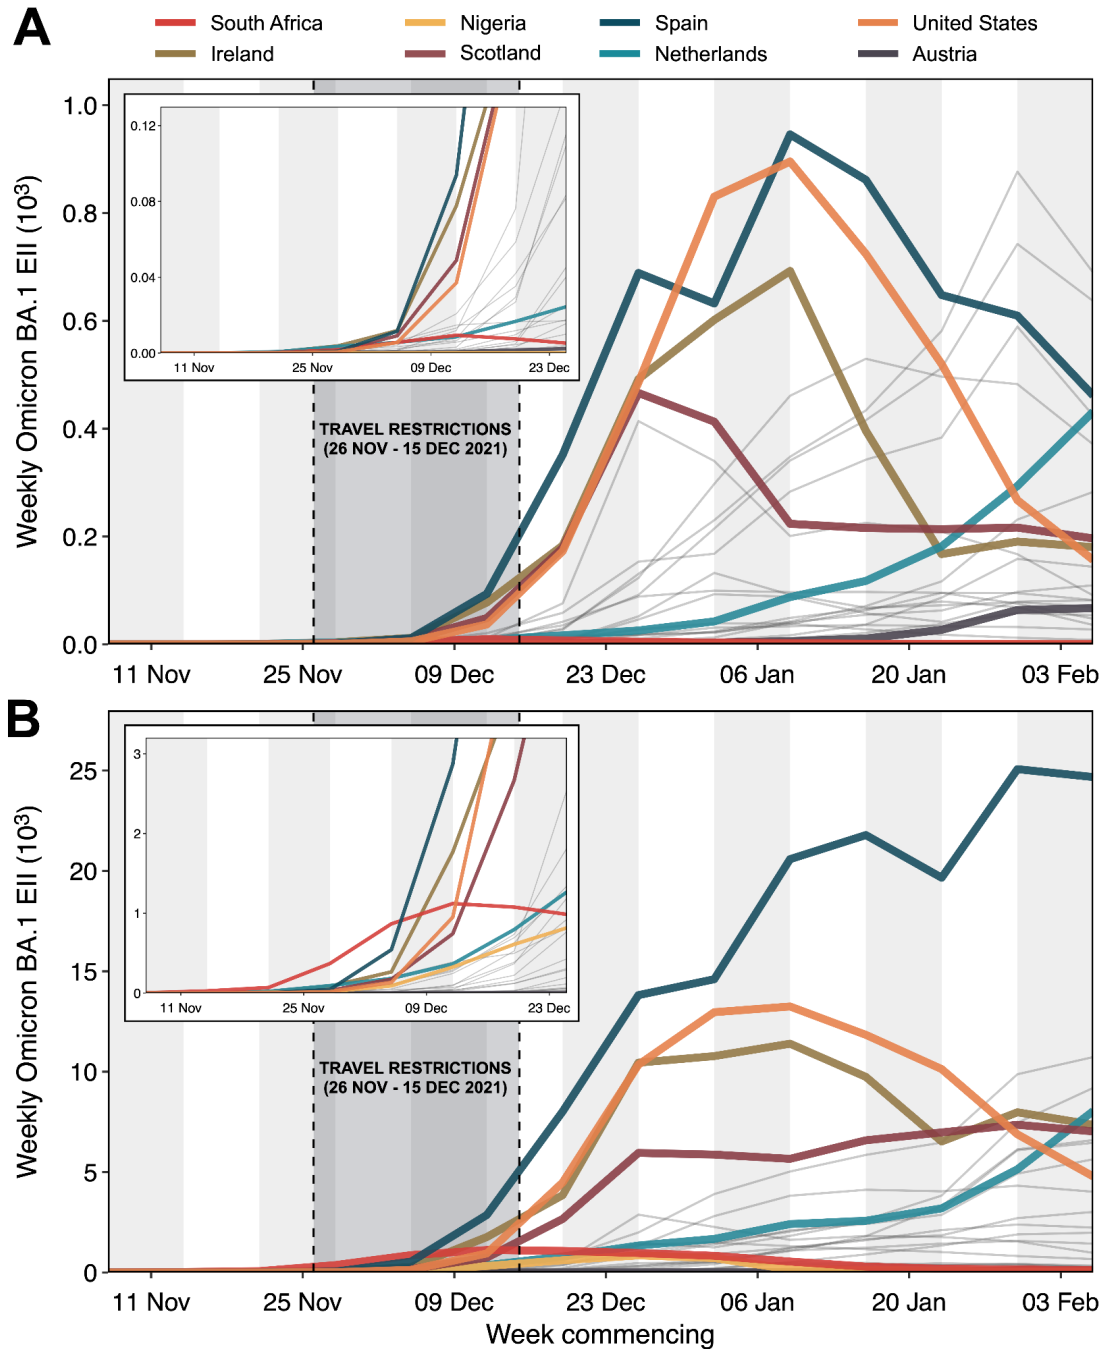 A
South Africa Nigeria Spain United States
Ireland Scotland Netherlands Austria
Weekly Omicron BA.1 EII (10³)
1.0
0.8
0.6
0.4
0.2
0.0
0.12
0.08
0.04
0.00
11 Nov 25 Nov 09 Dec 23 Dec
TRAVEL RESTRICTIONS
(26 NOV - 15 DEC 2021)
11 Nov 25 Nov 09 Dec 23 Dec 06 Jan 20 Jan 03 Feb
B
Weekly Omicron BA.1 EII (10³)
25
20
15
10
5
0
3
2
1
0
11 Nov 25 Nov 09 Dec 23 Dec
TRAVEL RESTRICTIONS
(26 NOV - 15 DEC 2021)
11 Nov 25 Nov 09 Dec 23 Dec 06 Jan 20 Jan 03 Feb
Week commencing